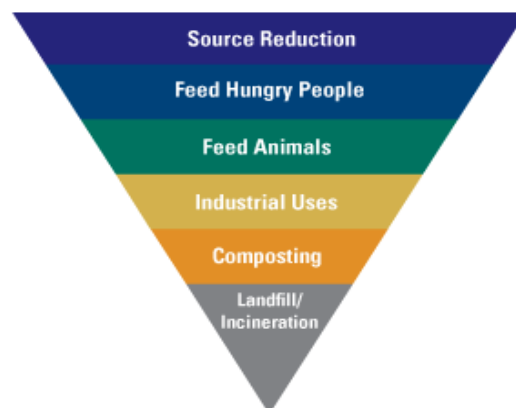 Source Reduction
Feed Hungry People
Feed Animals
Industrial Uses
Composting
Landfill/
Incineration